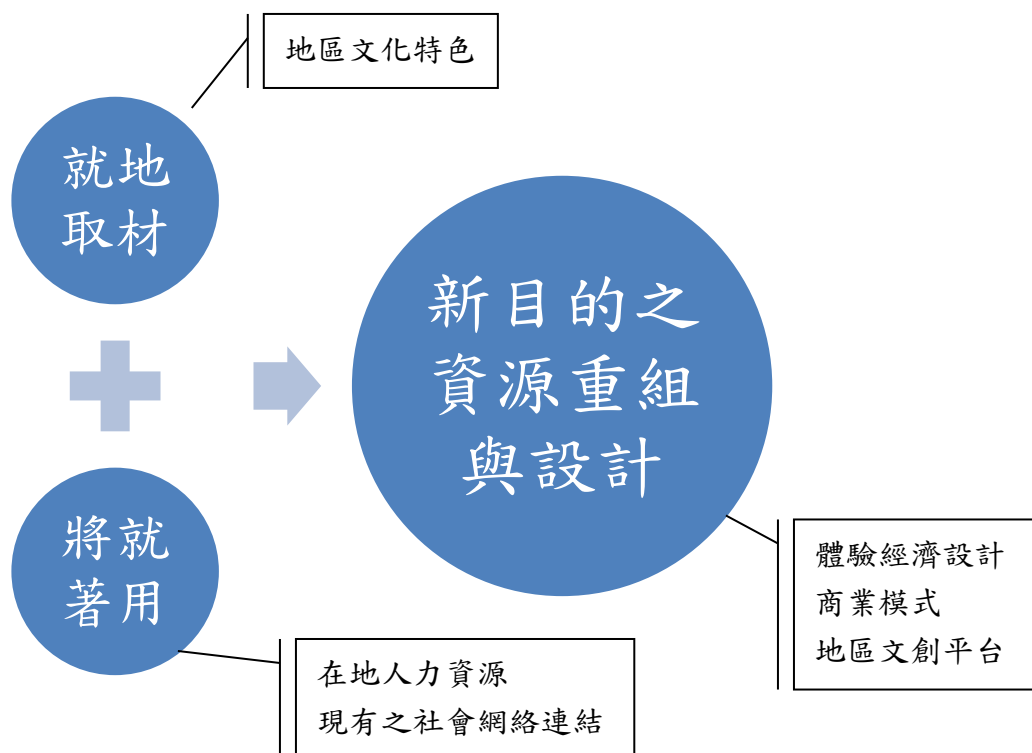 地區文化特色
就地
取材
新目的之
資源重組
與設計
將就
著用
體驗經濟設計
商業模式
地區文創平台
在地人力資源
現有之社會網絡連結